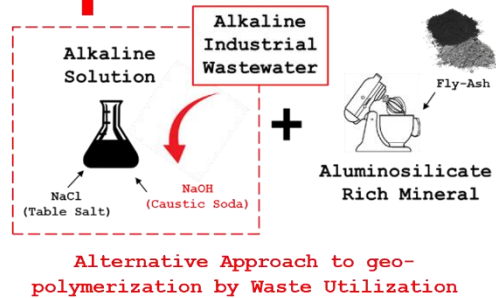 Alkaline
Solution
Alkaline
Industrial
Wastewater
NaCl
(Table Salt)
NaOH
(Caustic Soda)
+
Fly-Ash
Aluminosilicate
Rich Mineral
Alternative Approach to geo-
polymerization by Waste Utilization